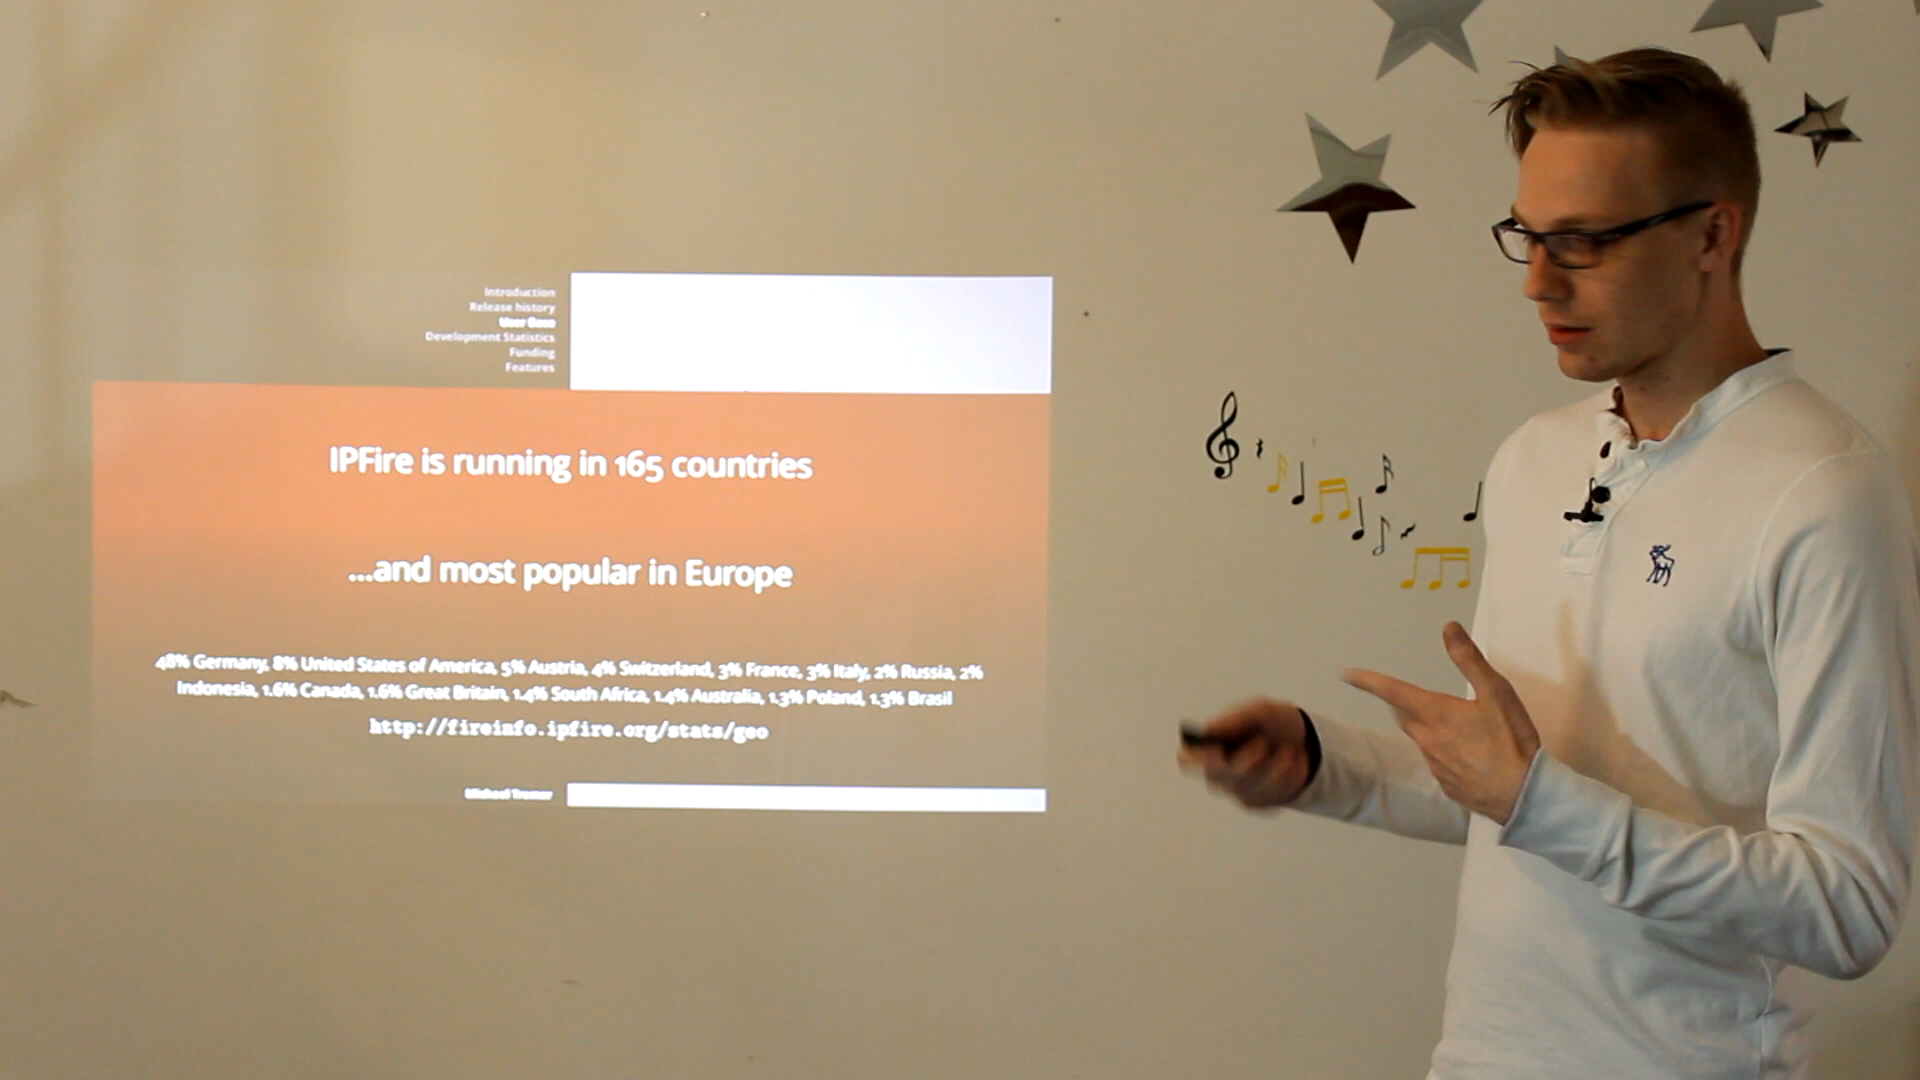 Introduction
Release history
User Base
Development Statistics
Funding
Features
IPFire is running in 165 countries
...and most popular in Europe
48% Germany, 8% United States of America, 5% Austria, 4% Switzerland, 3% France, 3% Italy, 2% Russia, 2%
Indonesia, 1.6% Canada, 1.6% Great Britain, 1.4% South Africa, 1.4% Australia, 1.3% Poland, 1.3% Brasil
http://fireinfo.ipfire.org/stats/geo
Michael Tremer